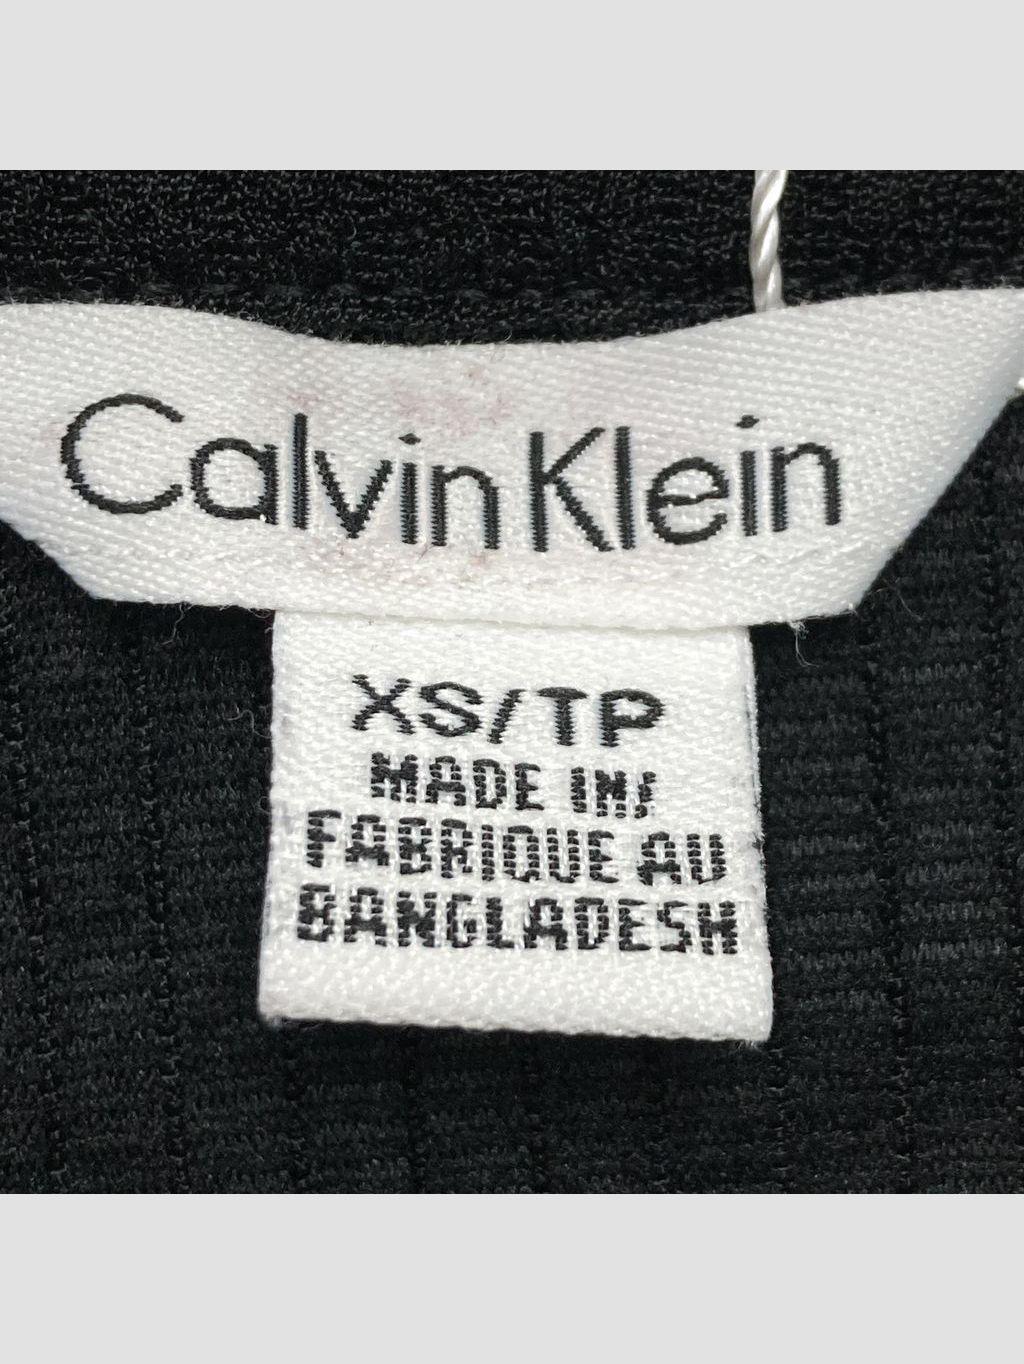 Calvin Klein
XS/TP
MADE IN/
FABRIQUE AU
BANGLADESH